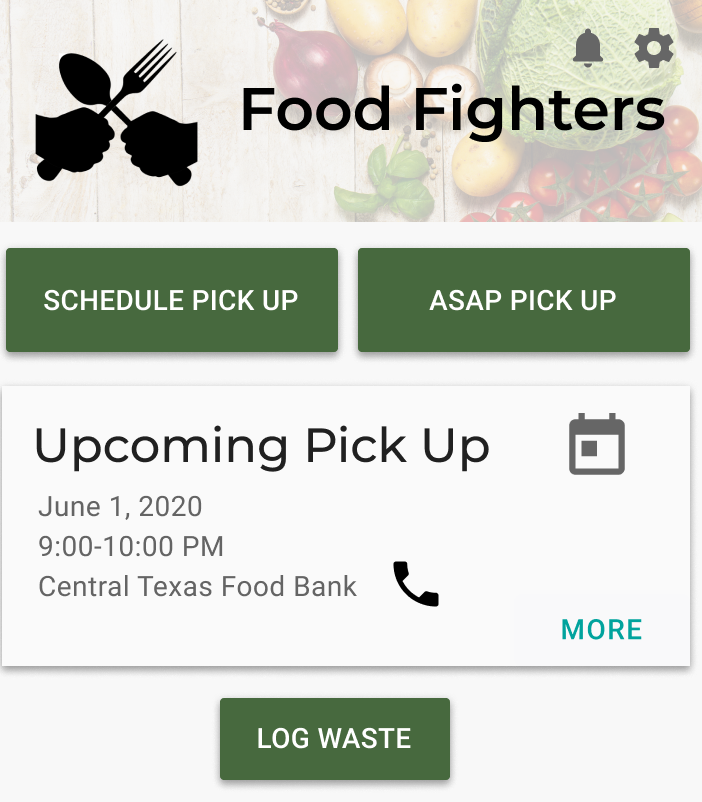 Food Fighters
SCHEDULE PICK UP
ASAP PICK UP
Upcoming Pick Up
June 1, 2020
9:00-10:00 PM
Central Texas Food Bank
MORE
LOG WASTE